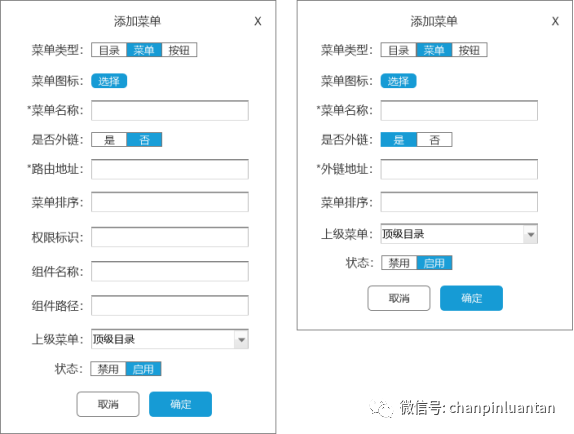 添加菜单 X
菜单类型： 目录 菜单 按钮
菜单图标： 选择
*菜单名称：
是否外链： 是 否
*路由地址：
菜单排序：
权限标识：
组件名称：
组件路径：
上级菜单： 顶级目录
状态： 禁用 启用
取消 确定
添加菜单 X
菜单类型： 目录 菜单 按钮
菜单图标： 选择
*菜单名称：
是否外链： 是 否
*外链地址：
菜单排序：
上级菜单： 顶级目录
状态： 禁用 启用
取消 确定
微信号: chanpinluantan